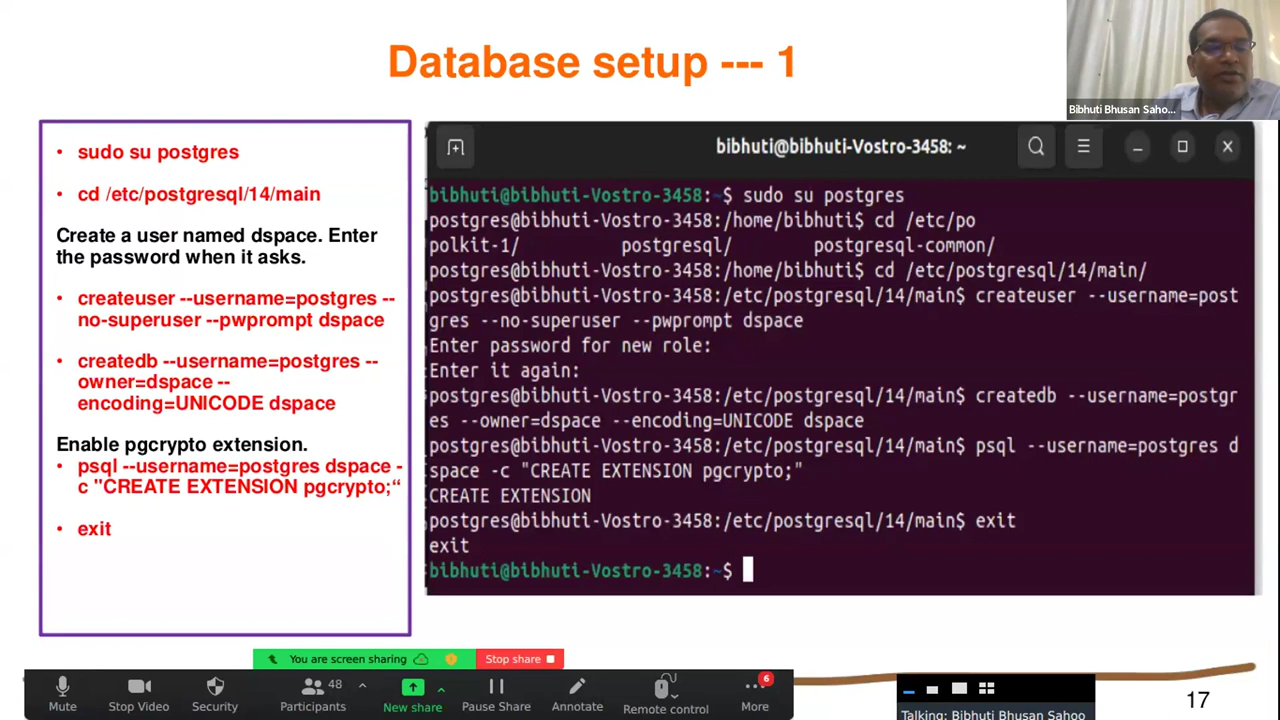 Database setup --- 1
Bibhuti Bhusan Saho...
• sudo su postgres
• cd /etc/postgresql/14/main
Create a user named dspace. Enter
the password when it asks.
• createuser --username=postgres --
no-superuser --pwprompt dspace
• createdb --username=postgres --
owner=dspace --
encoding=UNICODE dspace
Enable pgcrypto extension.
• psql --username=postgres dspace -
c "CREATE EXTENSION pgcrypto;“
• exit
bibhuti@bibhuti-Vostro-3458: ~
bibhuti@bibhuti-Vostro-3458:~$ sudo su postgres
postgres@bibhuti-Vostro-3458:/home/bibhuti$ cd /etc/po
polkit-1/ postgresql/ postgresql-common/
postgres@bibhuti-Vostro-3458:/home/bibhuti$ cd /etc/postgresql/14/main/
postgres@bibhuti-Vostro-3458:/etc/postgresql/14/main$ createuser --username=post
gres --no-superuser --pwprompt dspace
Enter password for new role:
Enter it again:
postgres@bibhuti-Vostro-3458:/etc/postgresql/14/main$ createdb --username=postgr
es --owner=dspace --encoding=UNICODE dspace
postgres@bibhuti-Vostro-3458:/etc/postgresql/14/main$ psql --username=postgres d
space -c "CREATE EXTENSION pgcrypto;"
CREATE EXTENSION
postgres@bibhuti-Vostro-3458:/etc/postgresql/14/main$ exit
exit
bibhuti@bibhuti-Vostro-3458:~$
You are screen sharing
Stop share
Mute
Stop Video
Security
Participants
48
New share
Pause Share
Annotate
Remote control
More
6
Talking: Bibhuti Bhusan Sahoo
17